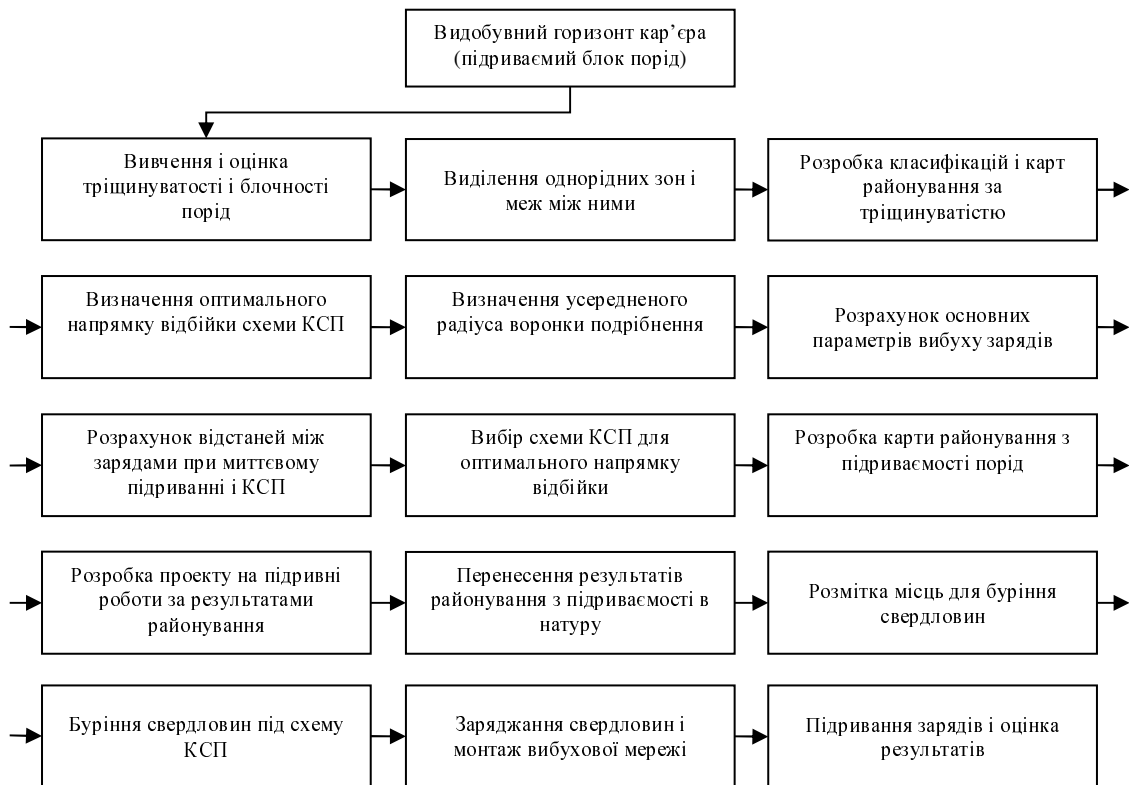 Видобувний горизонт кар’єра
(підриваємий блок порід)
Вивчення і оцінка
тріщинуватості і блочності
порід
Виділення однорідних зон і
меж між ними
Розробка класифікацій і карт
районування за
тріщинуватістю
Визначення оптимального
напрямку відбійки схеми КСП
Визначення усередненого
радіуса воронки подрібнення
Розрахунок основних
параметрів вибуху зарядів
Розрахунок відстаней між
зарядами при миттєвому
підриванні і КСП
Вибір схеми КСП для
оптимального напрямку
відбійки
Розробка карти районування з
підриваємості порід
Розробка проекту на підривні
роботи за результатами
районування
Перенесення результатів
районування з підриваємості в
натуру
Розмітка місць для буріння
свердловин
Буріння свердловин під схему
КСП
Заряджання свердловин і
монтаж вибухової мережі
Підривання зарядів і оцінка
результатів